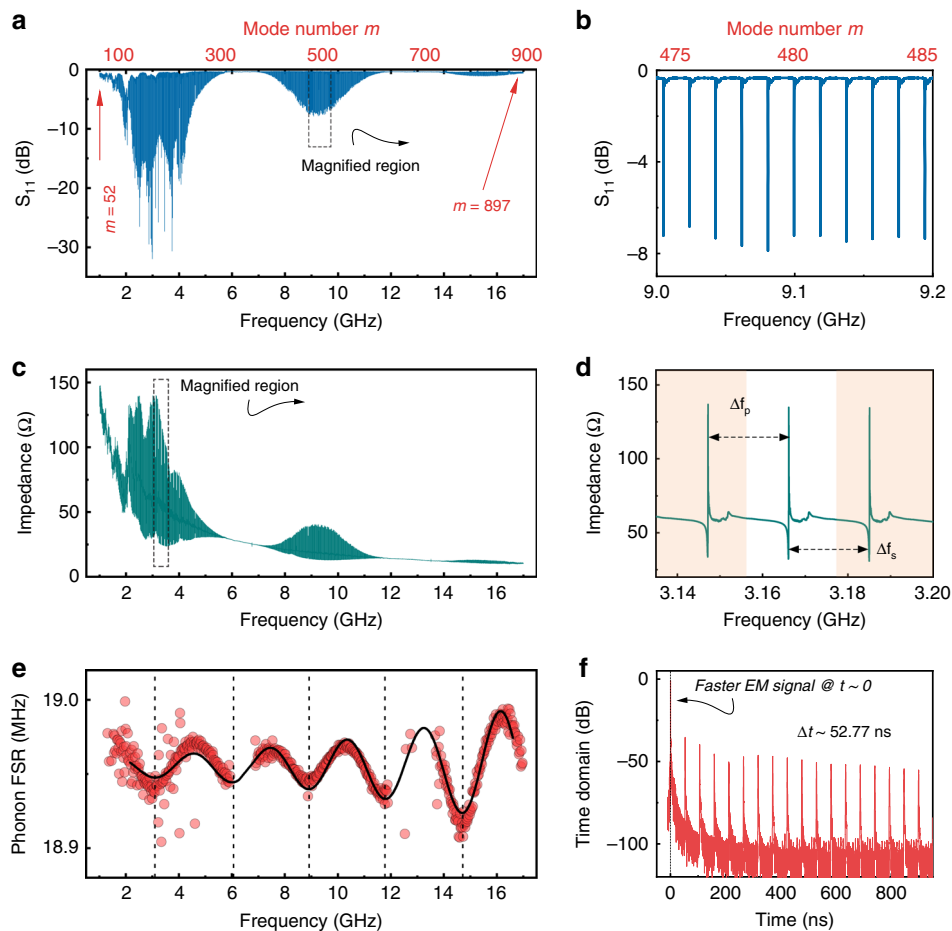 a
Mode number m
100 300 500 700 900
0
−10
−20
−30
S11 (dB)
m = 52
Magnified region
m = 897
2 4 6 8 10 12 14 16
Frequency (GHz)
b
Mode number m
475 480 485
0
−4
−8
S11 (dB)
9.0 9.1 9.2
Frequency (GHz)
c
150
100
50
0
Impedance (Ω)
Magnified region
2 4 6 8 10 12 14 16
Frequency (GHz)
d
150
100
50
Impedance (Ω)
Δfp
Δfs
3.14 3.16 3.18 3.20
Frequency (GHz)
e
19.0
18.9
Phonon FSR (MHz)
2 4 6 8 10 12 14 16
Frequency (GHz)
f
0
−50
−100
Time domain (dB)
Faster EM signal @ t ~ 0
Δt ~ 52.77 ns
0 200 400 600 800
Time (ns)